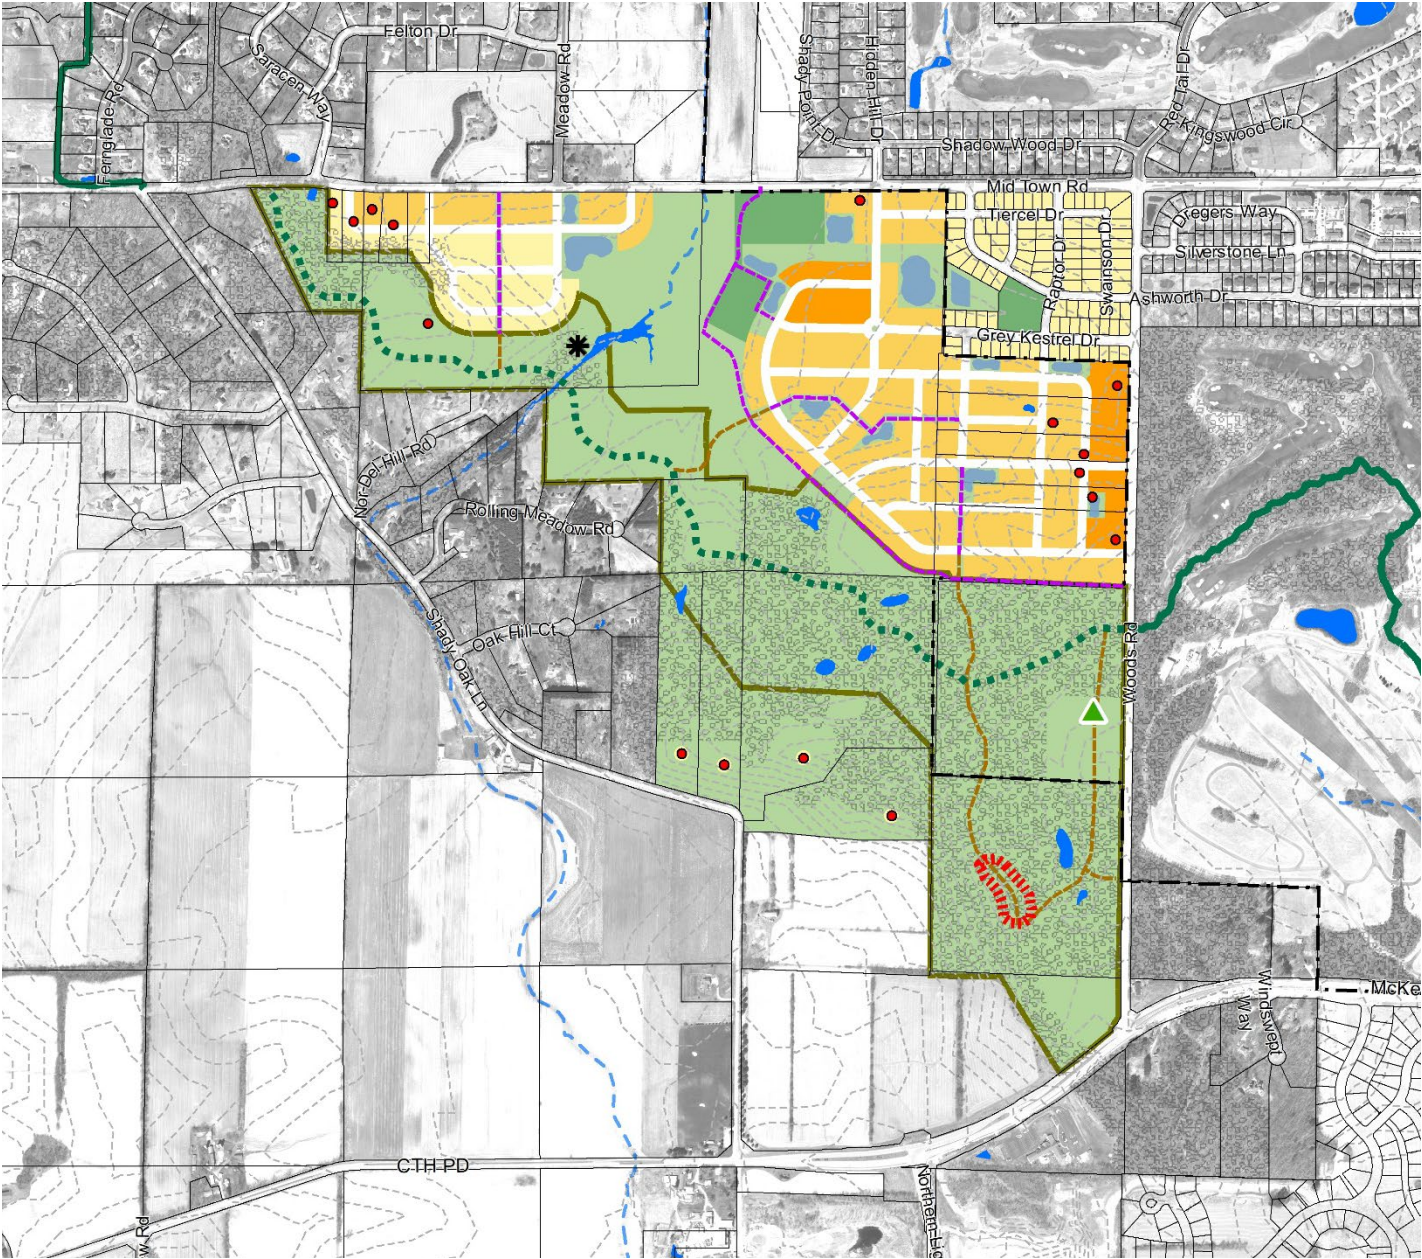 Felton Dr
Saracen Way
Meadow Rd
Fernglade Rd
Shady Point Dr
Hidden Hill Dr
Red Tail Dr
Kingswood Cir
Shadow Wood Dr
Mid Town Rd
Tiercel Dr
Dregers Way
Raptor Dr
Swanson Dr
Silverstone Ln
Ashworth Dr
Grey Kestrel Dr
Nor-Del-Hill Rd
Rolling Meadow Rd
Shady Oak Ln
Oak Hill Ct
Woods Rd
Windswept
Way
McKe
CTH PD
w Rd